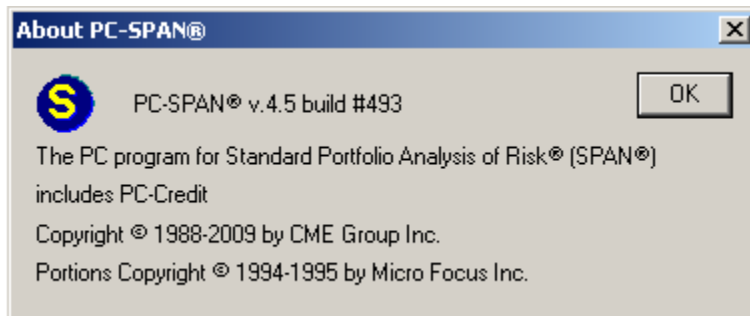 About PC-SPAN®
S
PC-SPAN® v.4.5 build #493
OK
The PC program for Standard Portfolio Analysis of Risk® (SPAN®)
includes PC-Credit
Copyright © 1988-2009 by CME Group Inc.
Portions Copyright © 1994-1995 by Micro Focus Inc.